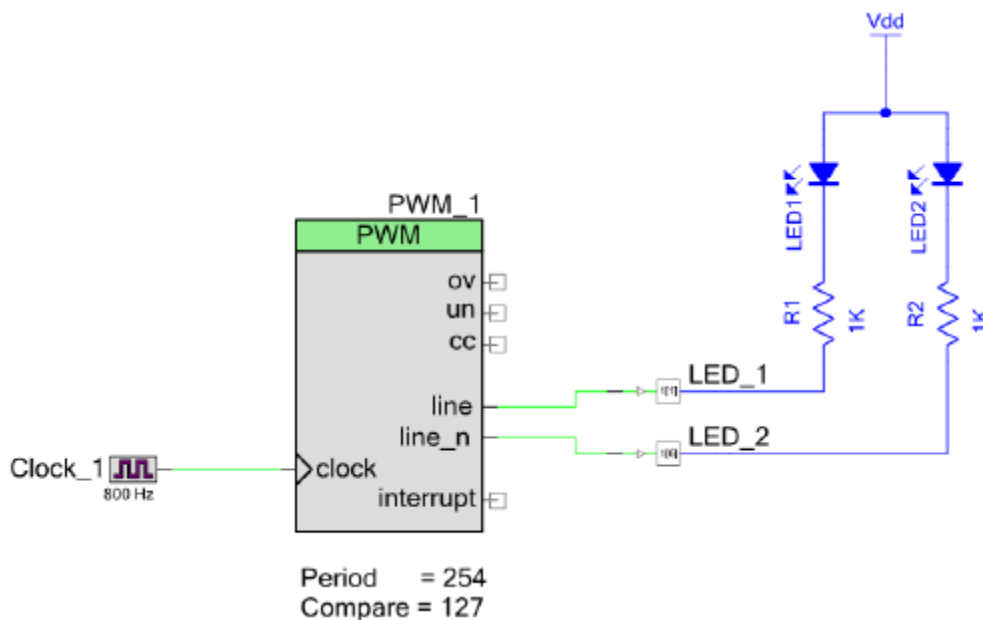 Vdd
LED1
LED2
R1
1K
R2
1K
PWM_1
PWM
ov
un
cc
line
LED_1
line_n
LED_2
Clock_1
800 Hz
clock
interrupt
Period = 254
Compare = 127